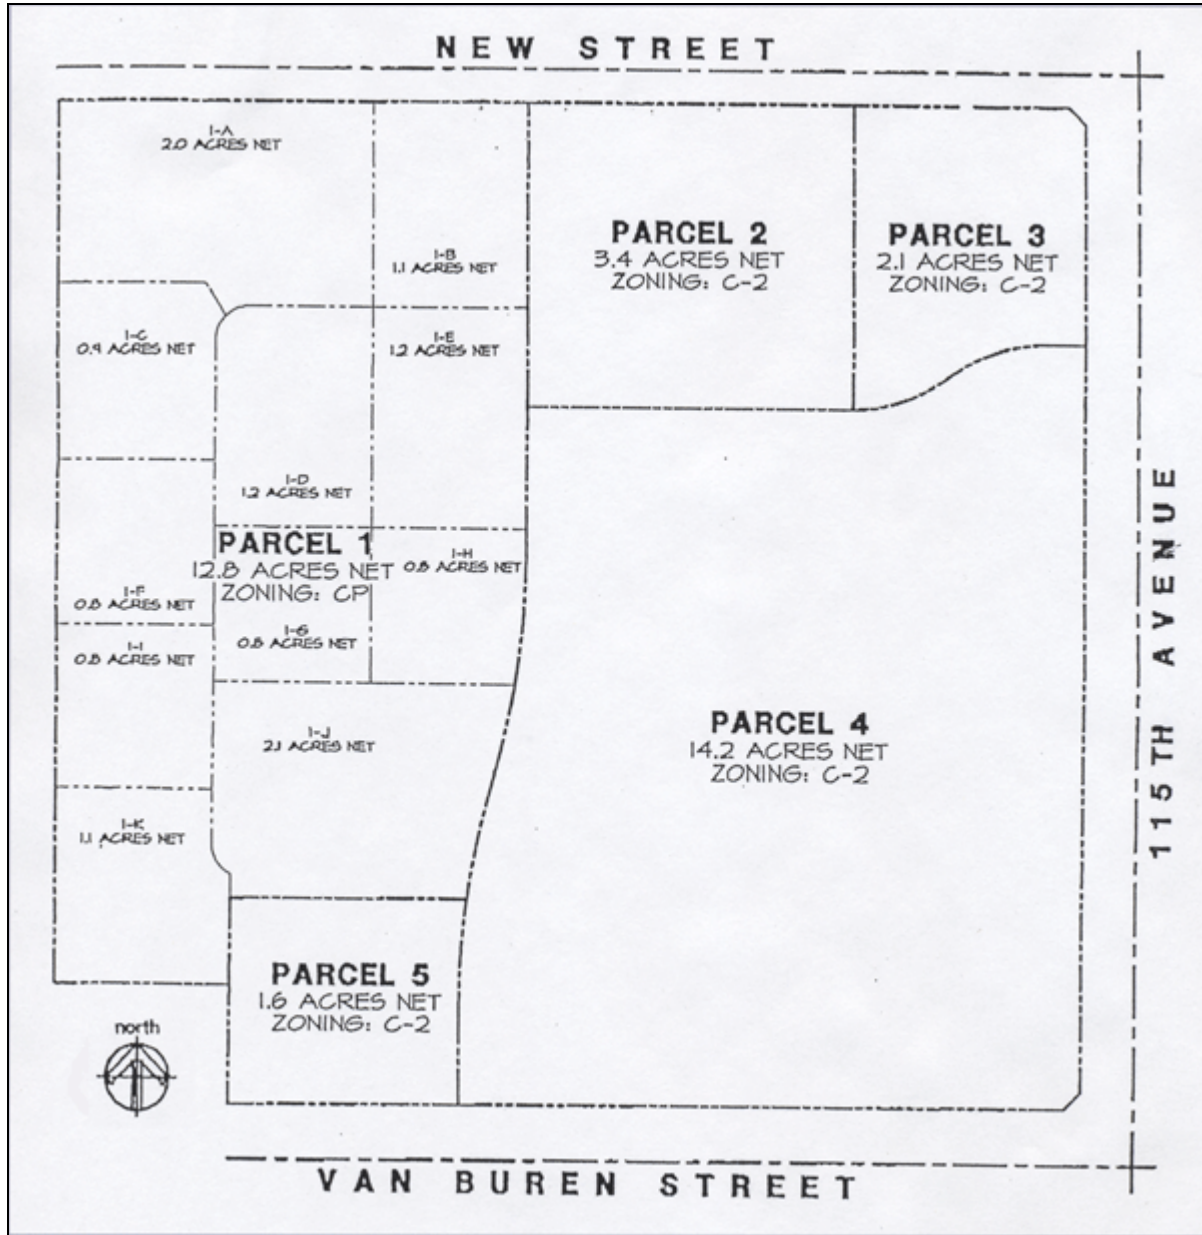 NEW STREET
1-A
2.0 ACRES NET
1-B
1.1 ACRES NET
PARCEL 2
3.4 ACRES NET
ZONING: C-2
PARCEL 3
2.1 ACRES NET
ZONING: C-2
1-C
0.9 ACRES NET
1-E
1.2 ACRES NET
1-D
1.2 ACRES NET
PARCEL 1
12.8 ACRES NET
ZONING: CP
1-H
0.8 ACRES NET
1-F
0.8 ACRES NET
1-G
0.8 ACRES NET
1-I
0.8 ACRES NET
1-J
2.1 ACRES NET
PARCEL 4
14.2 ACRES NET
ZONING: C-2
115TH AVENUE
1-K
1.1 ACRES NET
PARCEL 5
1.6 ACRES NET
ZONING: C-2
north
VAN BUREN STREET